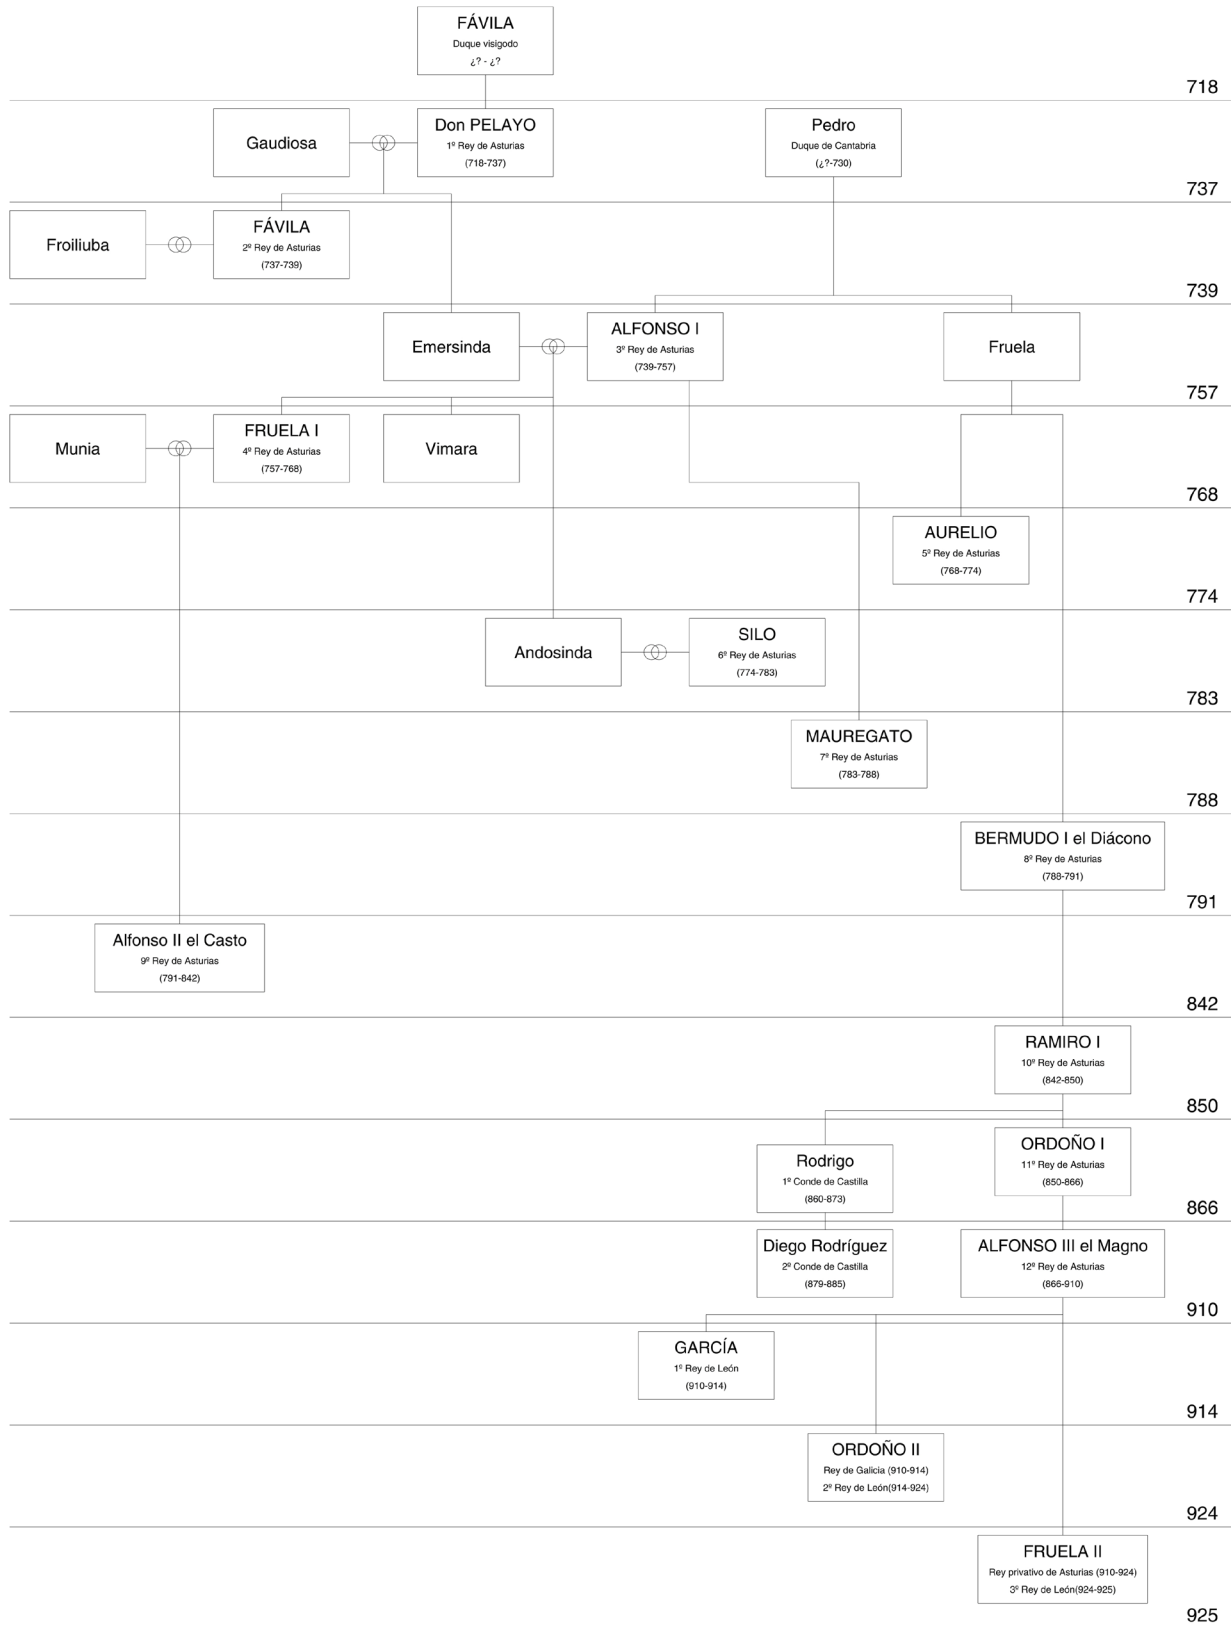 FÁVILA
Duque visigodo
¿? - ¿?
718
Gaudiosa
Don PELAYO
1º Rey de Asturias
(718-737)
Pedro
Duque de Cantabria
(¿?-730)
737
Froiliuba
FÁVILA
2º Rey de Asturias
(737-739)
739
Emersinda
ALFONSO I
3º Rey de Asturias
(739-757)
Fruela
757
Munia
FRUELA I
4º Rey de Asturias
(757-768)
Vimara
768
AURELIO
5º Rey de Asturias
(768-774)
774
Andosinda
SILO
6º Rey de Asturias
(774-783)
783
MAUREGATO
7º Rey de Asturias
(783-788)
788
BERMUDO I el Diácono
8º Rey de Asturias
(788-791)
791
Alfonso II el Casto
9º Rey de Asturias
(791-842)
842
RAMIRO I
10º Rey de Asturias
(842-850)
850
Rodrigo
1º Conde de Castilla
(860-873)
ORDOÑO I
11º Rey de Asturias
(850-866)
866
Diego Rodríguez
2º Conde de Castilla
(879-885)
ALFONSO III el Magno
12º Rey de Asturias
(866-910)
910
GARCÍA
1º Rey de León
(910-914)
914
ORDOÑO II
Rey de Galicia (910-914)
2º Rey de León(914-924)
924
FRUELA II
Rey privativo de Asturias (910-924)
3º Rey de León(924-925)
925